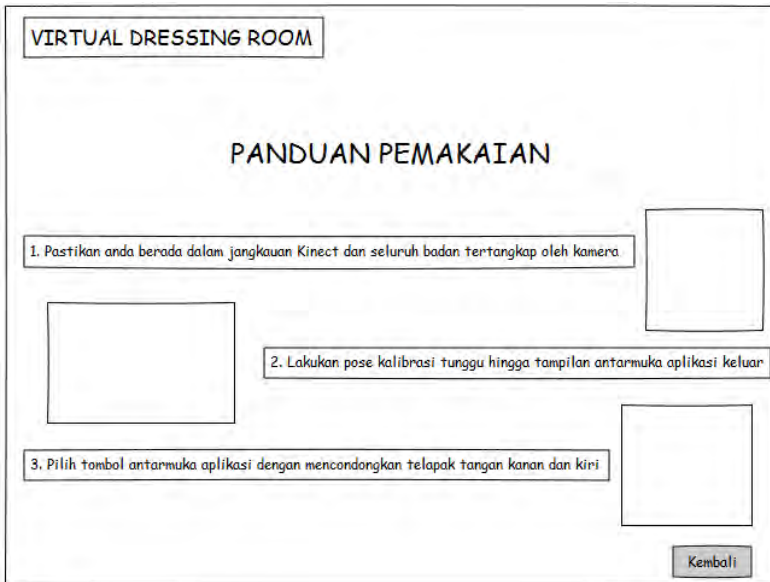 VIRTUAL DRESSING ROOM
PANDUAN PEMAKAIAN
1. Pastikan anda berada dalam jangkauan Kinect dan seluruh badan tertangkap oleh kamera
2. Lakukan pose kalibrasi tunggu hingga tampilan antarmuka aplikasi keluar
3. Pilih tombol antarmuka aplikasi dengan mencondongkan telapak tangan kanan dan kiri
Kembali